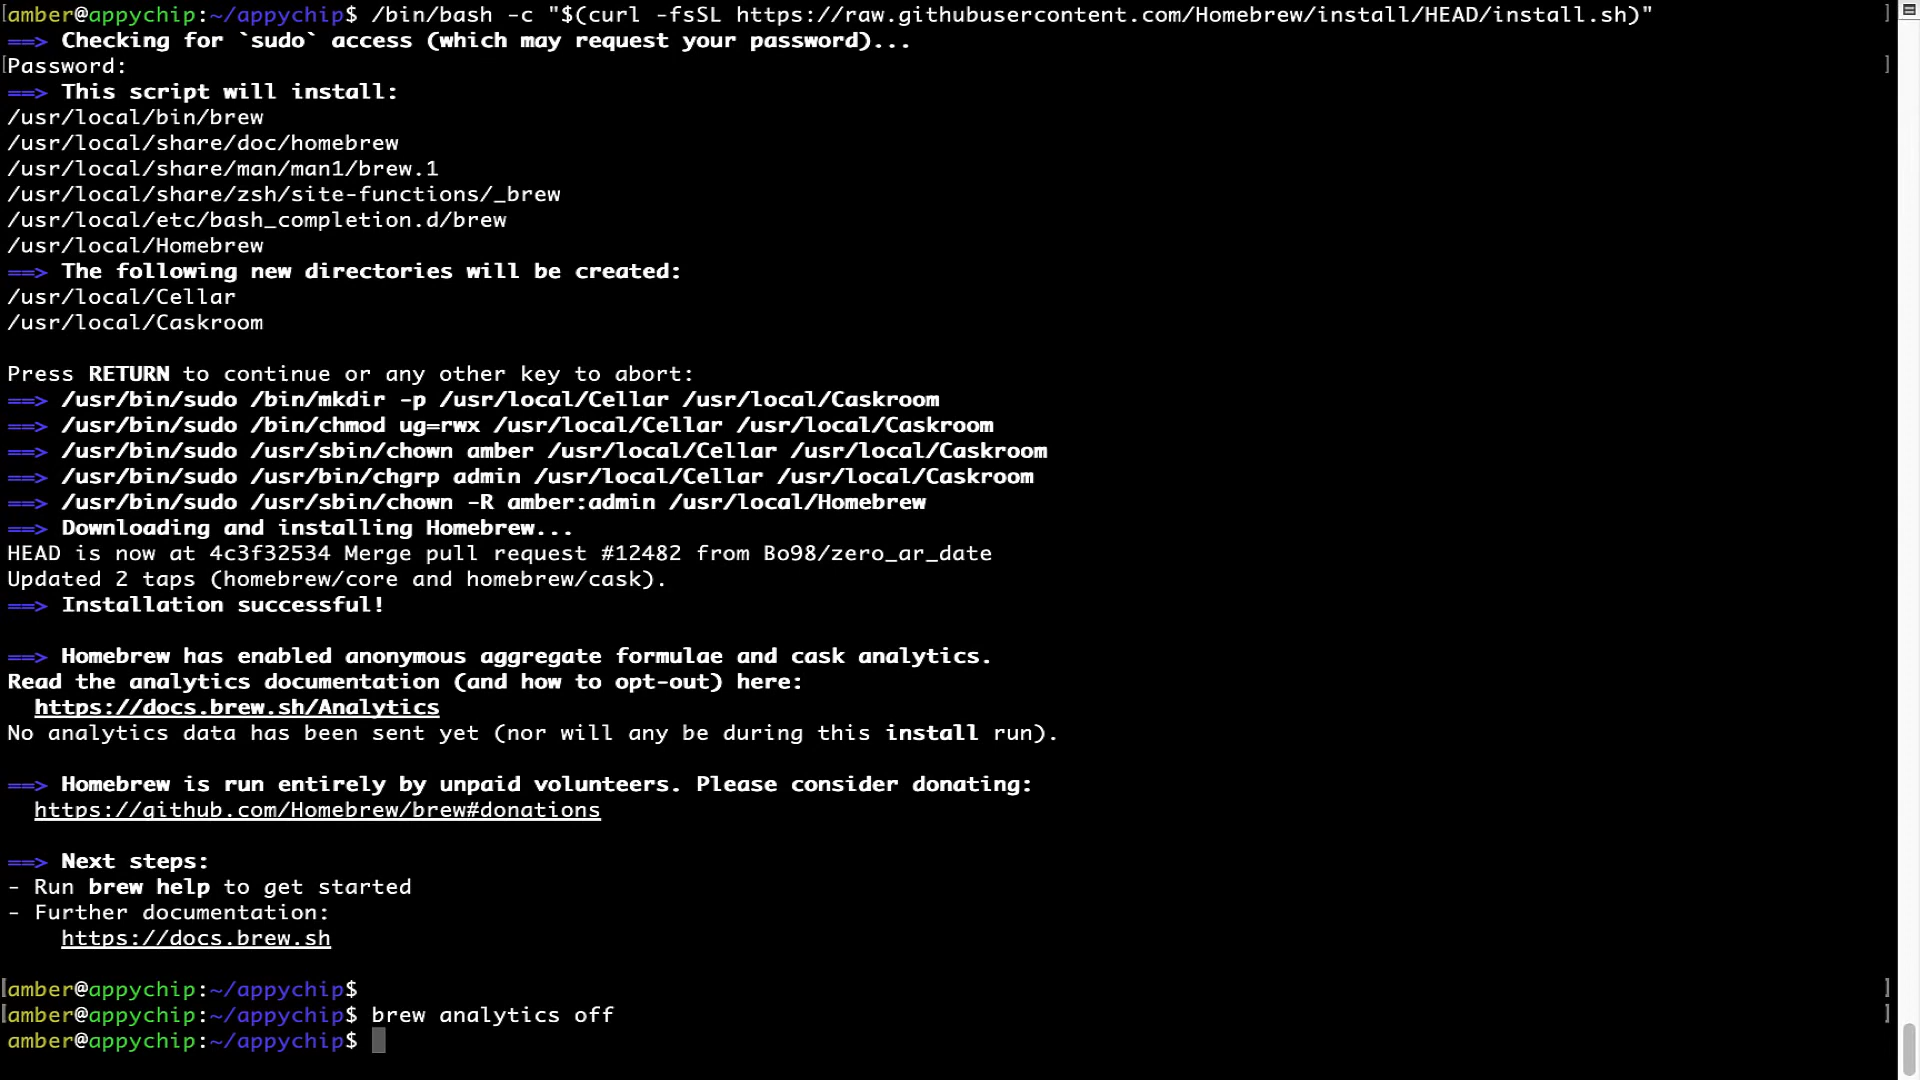 amber@appychip:~/appychip$ /bin/bash -c "$(curl -fsSL https://raw.githubusercontent.com/Homebrew/install/HEAD/install.sh)"
==> Checking for `sudo` access (which may request your password)...
Password:
==> This script will install:
/usr/local/bin/brew
/usr/local/share/doc/homebrew
/usr/local/share/man/man1/brew.1
/usr/local/share/zsh/site-functions/_brew
/usr/local/etc/bash_completion.d/brew
/usr/local/Homebrew
==> The following new directories will be created:
/usr/local/Cellar
/usr/local/Caskroom

Press RETURN to continue or any other key to abort:
==> /usr/bin/sudo /bin/mkdir -p /usr/local/Cellar /usr/local/Caskroom
==> /usr/bin/sudo /bin/chmod ug=rwx /usr/local/Cellar /usr/local/Caskroom
==> /usr/bin/sudo /usr/sbin/chown amber /usr/local/Cellar /usr/local/Caskroom
==> /usr/bin/sudo /usr/bin/chgrp admin /usr/local/Cellar /usr/local/Caskroom
==> /usr/bin/sudo /usr/sbin/chown -R amber:admin /usr/local/Homebrew
==> Downloading and installing Homebrew...
HEAD is now at 4c3f32534 Merge pull request #12482 from Bo98/zero_ar_date
Updated 2 taps (homebrew/core and homebrew/cask).
==> Installation successful!

==> Homebrew has enabled anonymous aggregate formulae and cask analytics.
Read the analytics documentation (and how to opt-out) here:
  https://docs.brew.sh/Analytics
No analytics data has been sent yet (nor will any be during this install run).

==> Homebrew is run entirely by unpaid volunteers. Please consider donating:
  https://github.com/Homebrew/brew#donations

==> Next steps:
- Run brew help to get started
- Further documentation:
    https://docs.brew.sh

amber@appychip:~/appychip$
amber@appychip:~/appychip$ brew analytics off
amber@appychip:~/appychip$